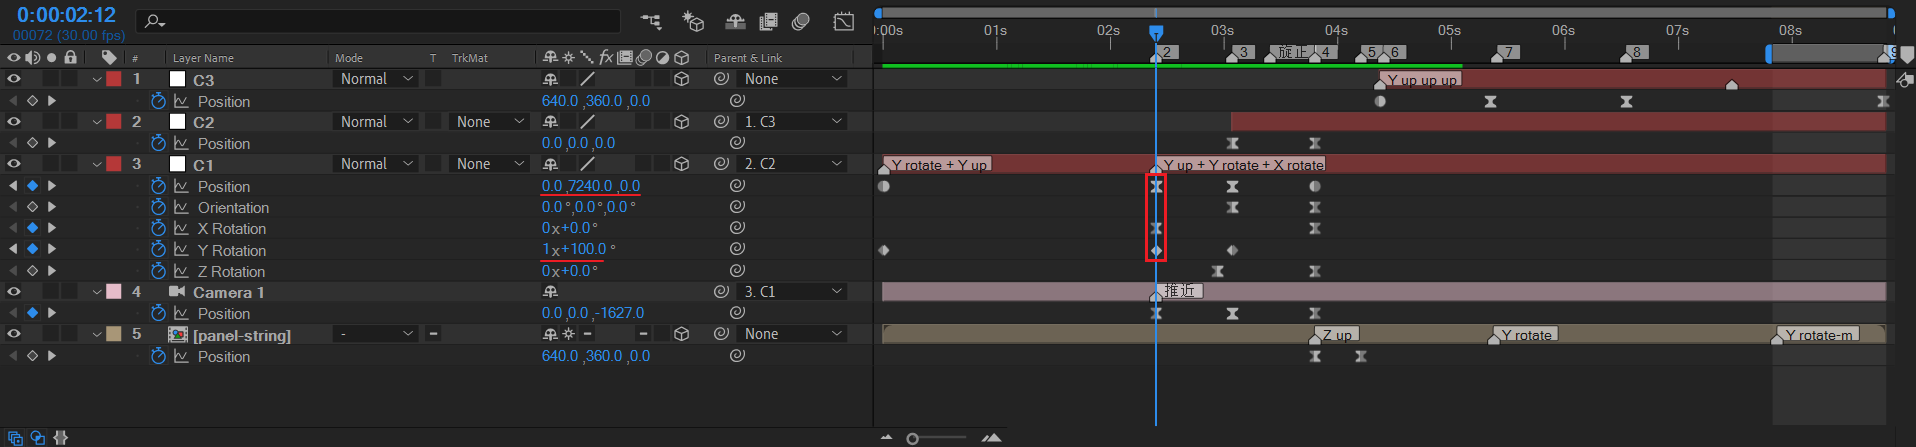 0:00:02:12
00072 (30.00 fps)
:00s 01s 02s 03s 04s 05s 06s 07s 08s
2 3 旋正 4 5 6 7 8 9
# Layer Name Mode T TrkMat fx Parent & Link
1 C3 Normal None Y up up up
Position 640.0 ,360.0 ,0.0
2 C2 Normal None 1. C3
Position 0.0 ,0.0 ,0.0
3 C1 Normal None 2. C2 Y rotate + Y up Y up + Y rotate + X rotate
Position 0.0 ,7240.0 ,0.0
Orientation 0.0 °,0.0 °,0.0 °
X Rotation 0 x +0.0 °
Y Rotation 1 x +100.0 °
Z Rotation 0 x +0.0 °
4 Camera 1 3. C1 推近
Position 0.0 ,0.0 ,-1627.0
5 [panel-string] - None Z up Y rotate Y rotate-m
Position 640.0 ,360.0 ,0.0